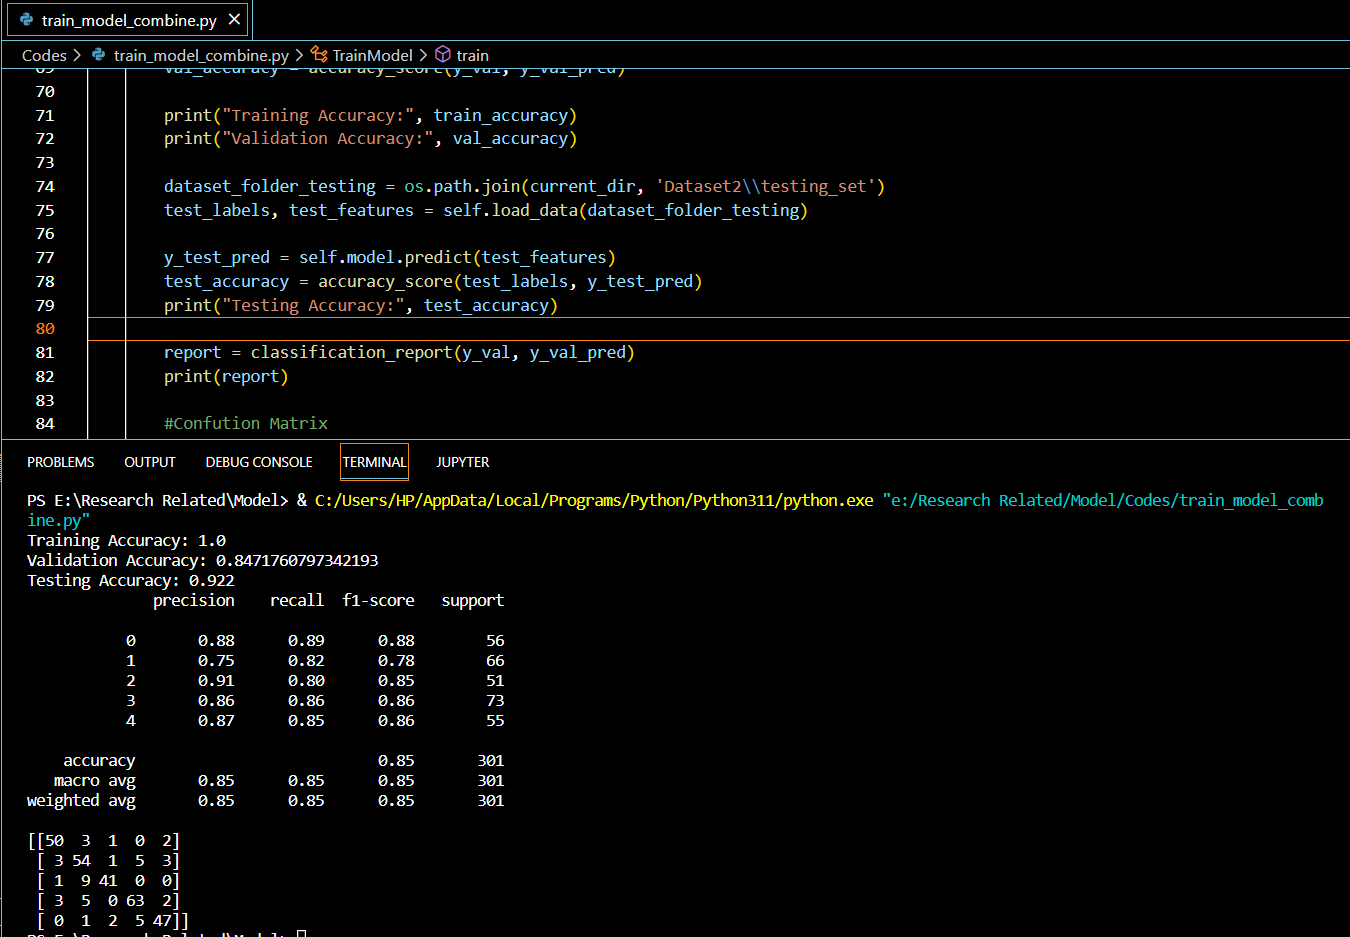 train_model_combine.py ✕
Codes > train_model_combine.py > TrainModel > train
69 val_accuracy = accuracy_score(y_val, y_val_pred)
70
71 print("Training Accuracy:", train_accuracy)
72 print("Validation Accuracy:", val_accuracy)
73
74 dataset_folder_testing = os.path.join(current_dir, 'Dataset2\\testing_set')
75 test_labels, test_features = self.load_data(dataset_folder_testing)
76
77 y_test_pred = self.model.predict(test_features)
78 test_accuracy = accuracy_score(test_labels, y_test_pred)
79 print("Testing Accuracy:", test_accuracy)
80
81 report = classification_report(y_val, y_val_pred)
82 print(report)
83
84 #Confution Matrix
PROBLEMS OUTPUT DEBUG CONSOLE TERMINAL JUPYTER
PS E:\Research Related\Model> & C:/Users/HP/AppData/Local/Programs/Python/Python311/python.exe "e:/Research Related/Model/Codes/train_model_comb
ine.py"
Training Accuracy: 1.0
Validation Accuracy: 0.8471760797342193
Testing Accuracy: 0.922
precision recall f1-score support
0 0.88 0.89 0.88 56
1 0.75 0.82 0.78 66
2 0.91 0.80 0.85 51
3 0.86 0.86 0.86 73
4 0.87 0.85 0.86 55
accuracy 0.85 301
macro avg 0.85 0.85 0.85 301
weighted avg 0.85 0.85 0.85 301
[[50 3 1 0 2]
[ 3 54 1 5 3]
[ 1 9 41 0 0]
[ 3 5 0 63 2]
[ 0 1 2 5 47]]
PS E:\Research Related\Model>